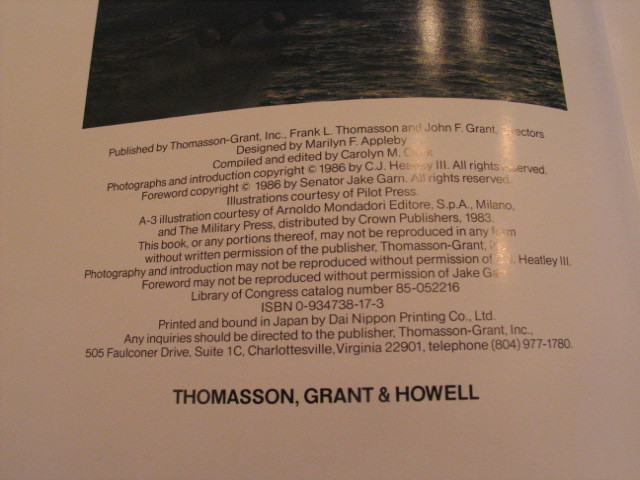 Published by Thomasson-Grant, Inc., Frank L. Thomasson and John F. Grant,
Designed by Marilyn F. Appleby
Compiled and edited by Carolyn M.
Photographs and introduction copyright © 1986 by C.J. Heatley III. All rights reserved.
Foreword copyright © 1986 by Senator Jake Garn. All rights reserved.
Illustrations courtesy of Pilot Press.
A-3 illustration courtesy of Arnoldo Mondadori Editore, S.p.A., Milano,
and The Military Press, distributed by Crown Publishers, 1983.
This book, or any portions thereof, may not be reproduced in any form
without written permission of the publisher, Thomasson-Grant,
Photography and introduction may not be reproduced without permission of Heatley III.
Foreword may not be reproduced without permission of Jake
Library of Congress catalog number 85-052216
ISBN 0-934738-17-3
Printed and bound in Japan by Dai Nippon Printing Co., Ltd.
Any inquiries should be directed to the publisher, Thomasson-Grant, Inc.,
505 Faulconer Drive, Suite 1C, Charlottesville, Virginia 22901, telephone (804) 977-1780.
THOMASSON, GRANT & HOWELL